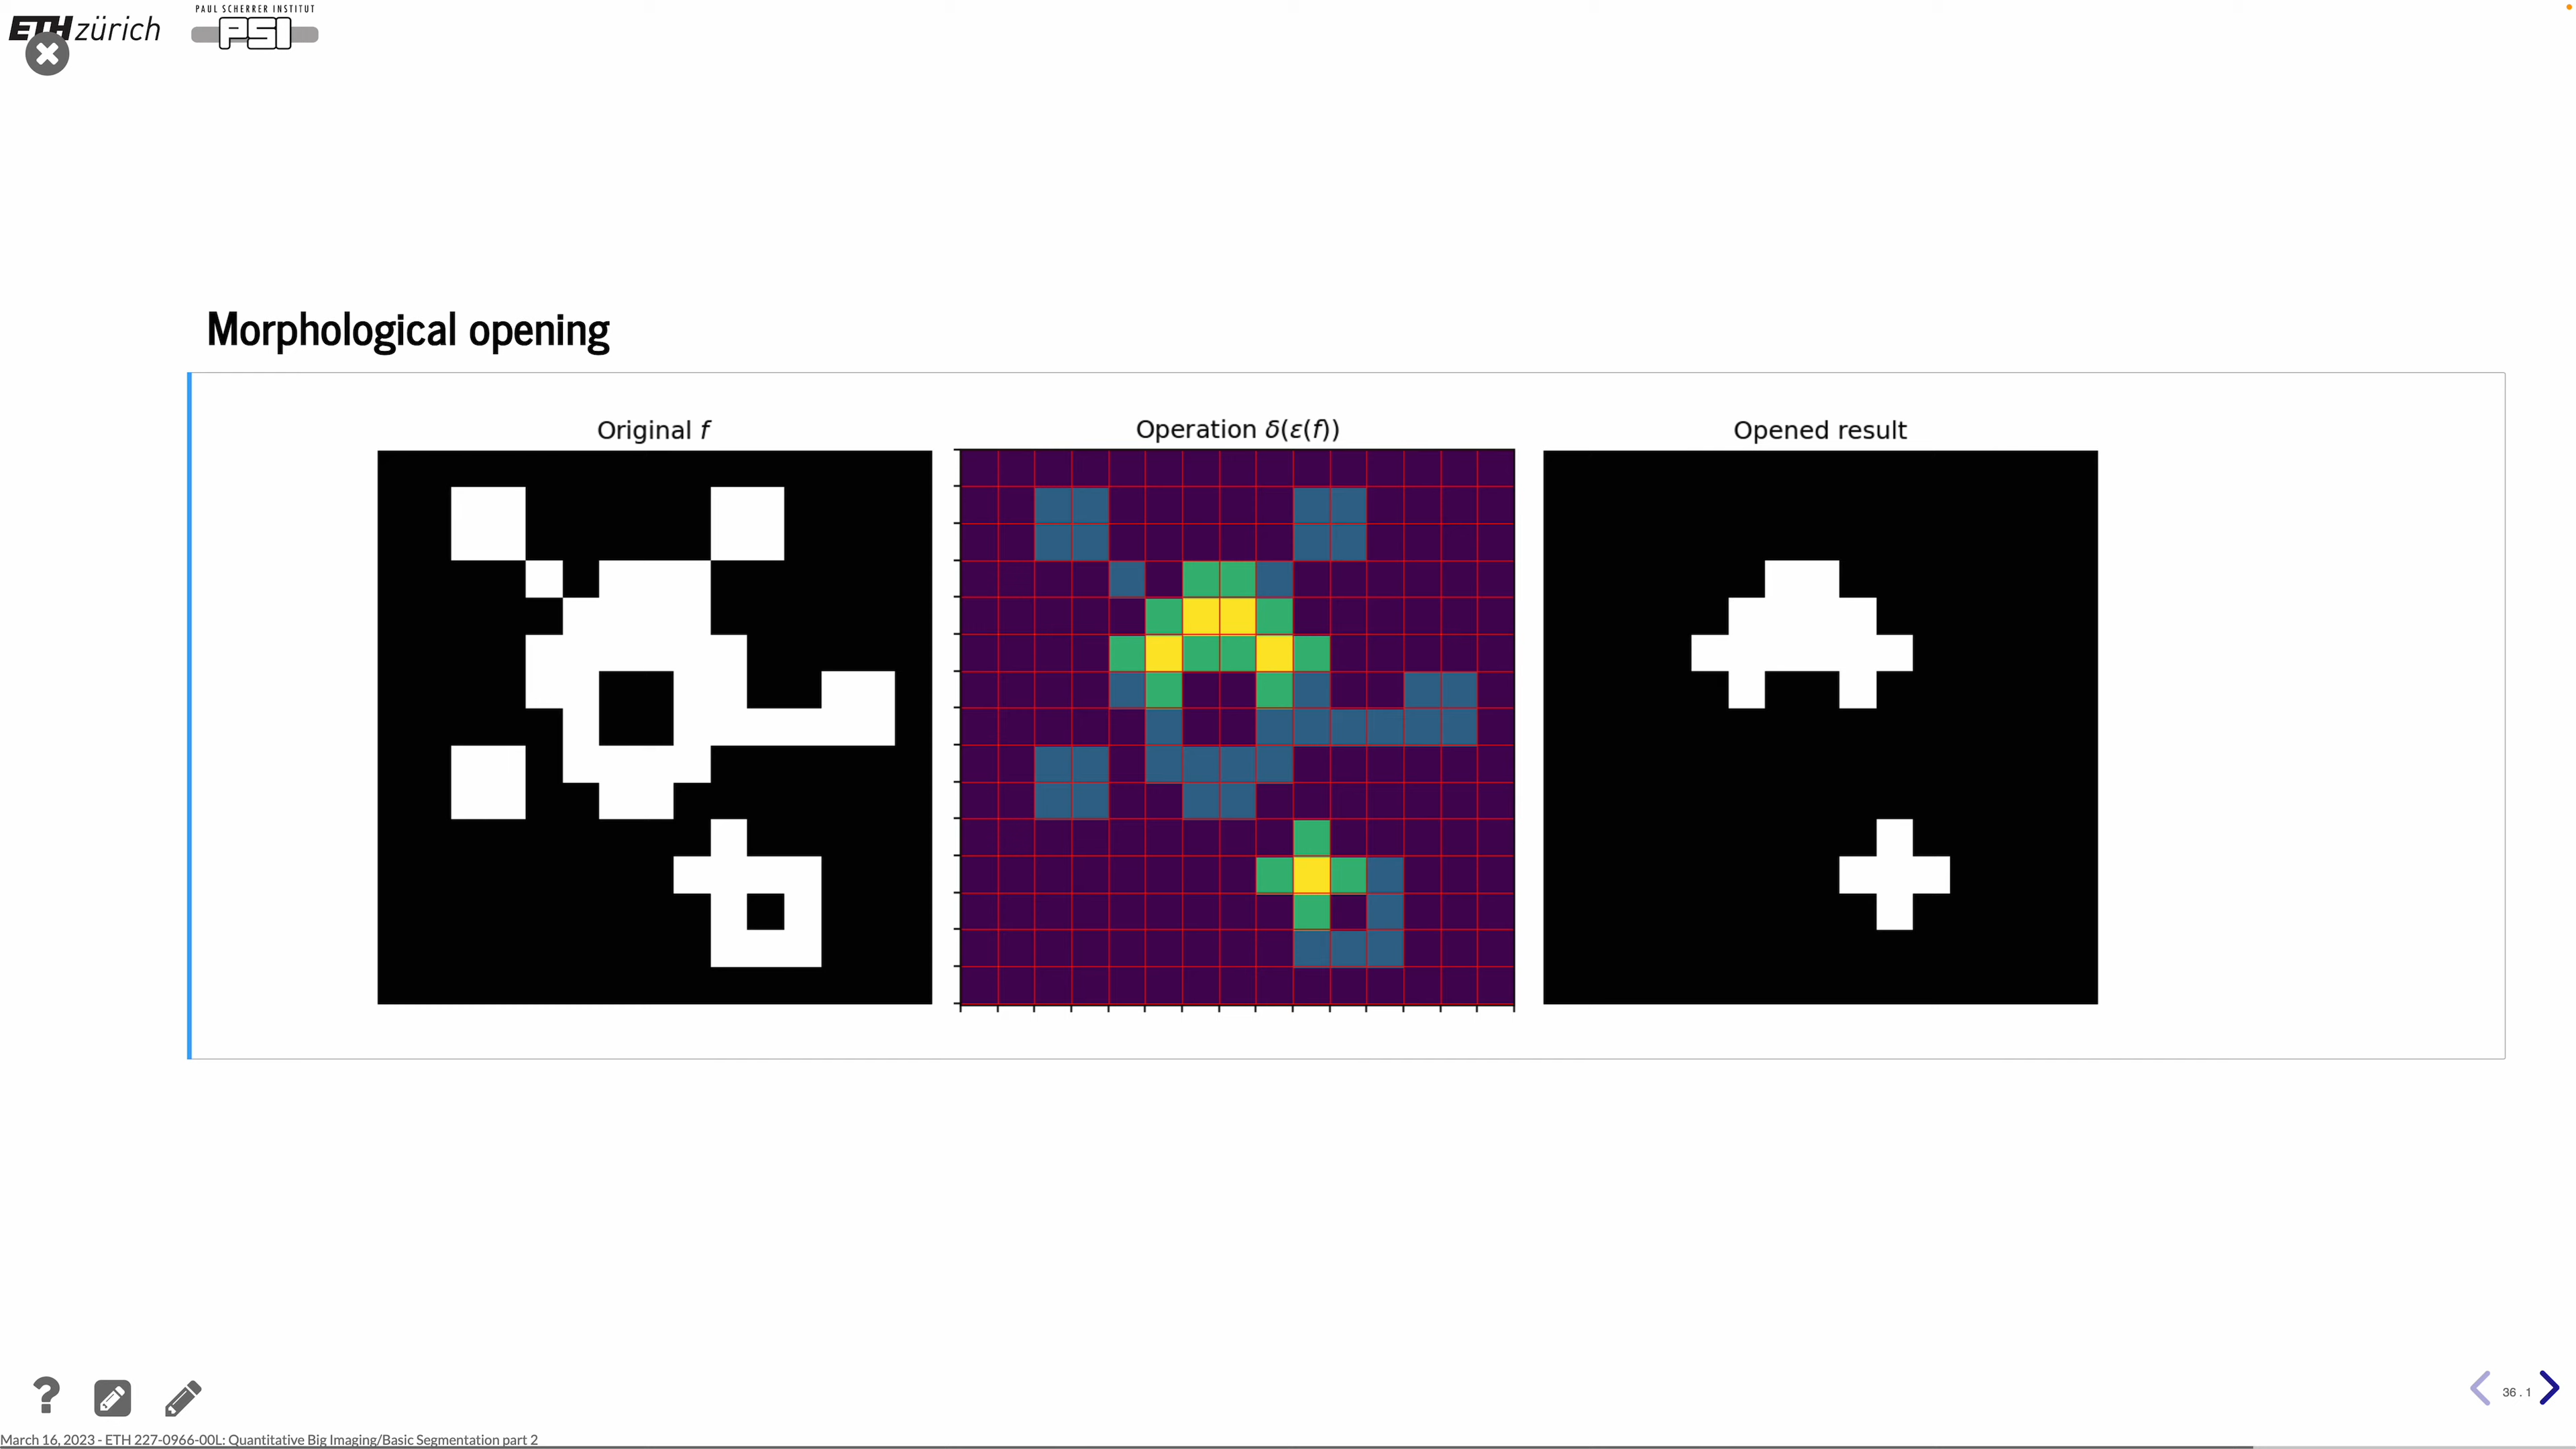 PAUL SCHERRER INSTITUT
ETH zürich
PSI
Morphological opening
Original f
Operation δ(ε(f))
Opened result
?
36 . 1
March 16, 2023 - ETH 227-0966-00L: Quantitative Big Imaging/Basic Segmentation part 2